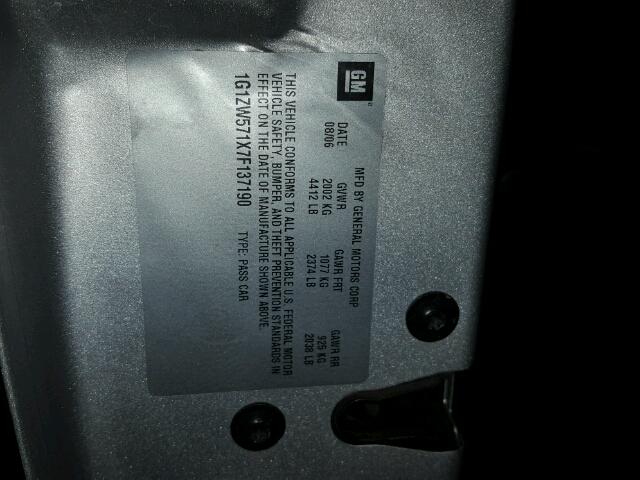 GM
MFD BY GENERAL MOTORS CORP
DATE GVWR GAWR FRT GAWR RR
08/06 2002 KG 1077 KG 925 KG
4412 LB 2374 LB 2038 LB
THIS VEHICLE CONFORMS TO ALL APPLICABLE U.S. FEDERAL MOTOR
VEHICLE SAFETY, BUMPER, AND THEFT PREVENTION STANDARDS IN
EFFECT ON THE DATE OF MANUFACTURE SHOWN ABOVE.
1G1ZW571X7F137190 TYPE: PASS CAR